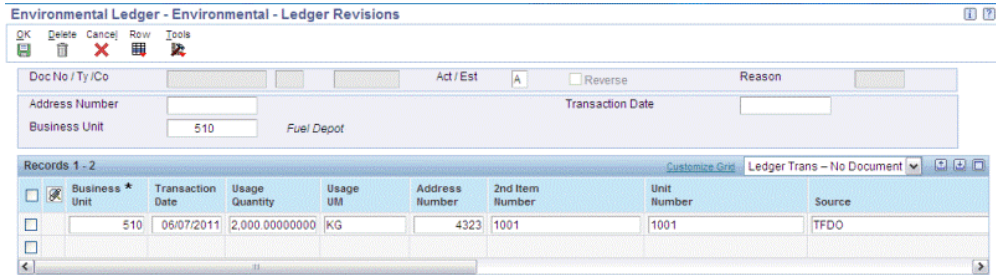 Environmental Ledger - Environmental - Ledger Revisions
OK Delete Cancel Row Tools
Doc No / Ty /Co Act / Est A Reverse Reason
Address Number Transaction Date
Business Unit 510 Fuel Depot
Records 1 - 2 Customize Grid Ledger Trans – No Document
Business * Transaction Usage Usage Address 2nd Item Unit
Unit Date Quantity UM Number Number Number Source
510 06/07/2011 2,000.00000000 KG 4323 1001 1001 TFDO